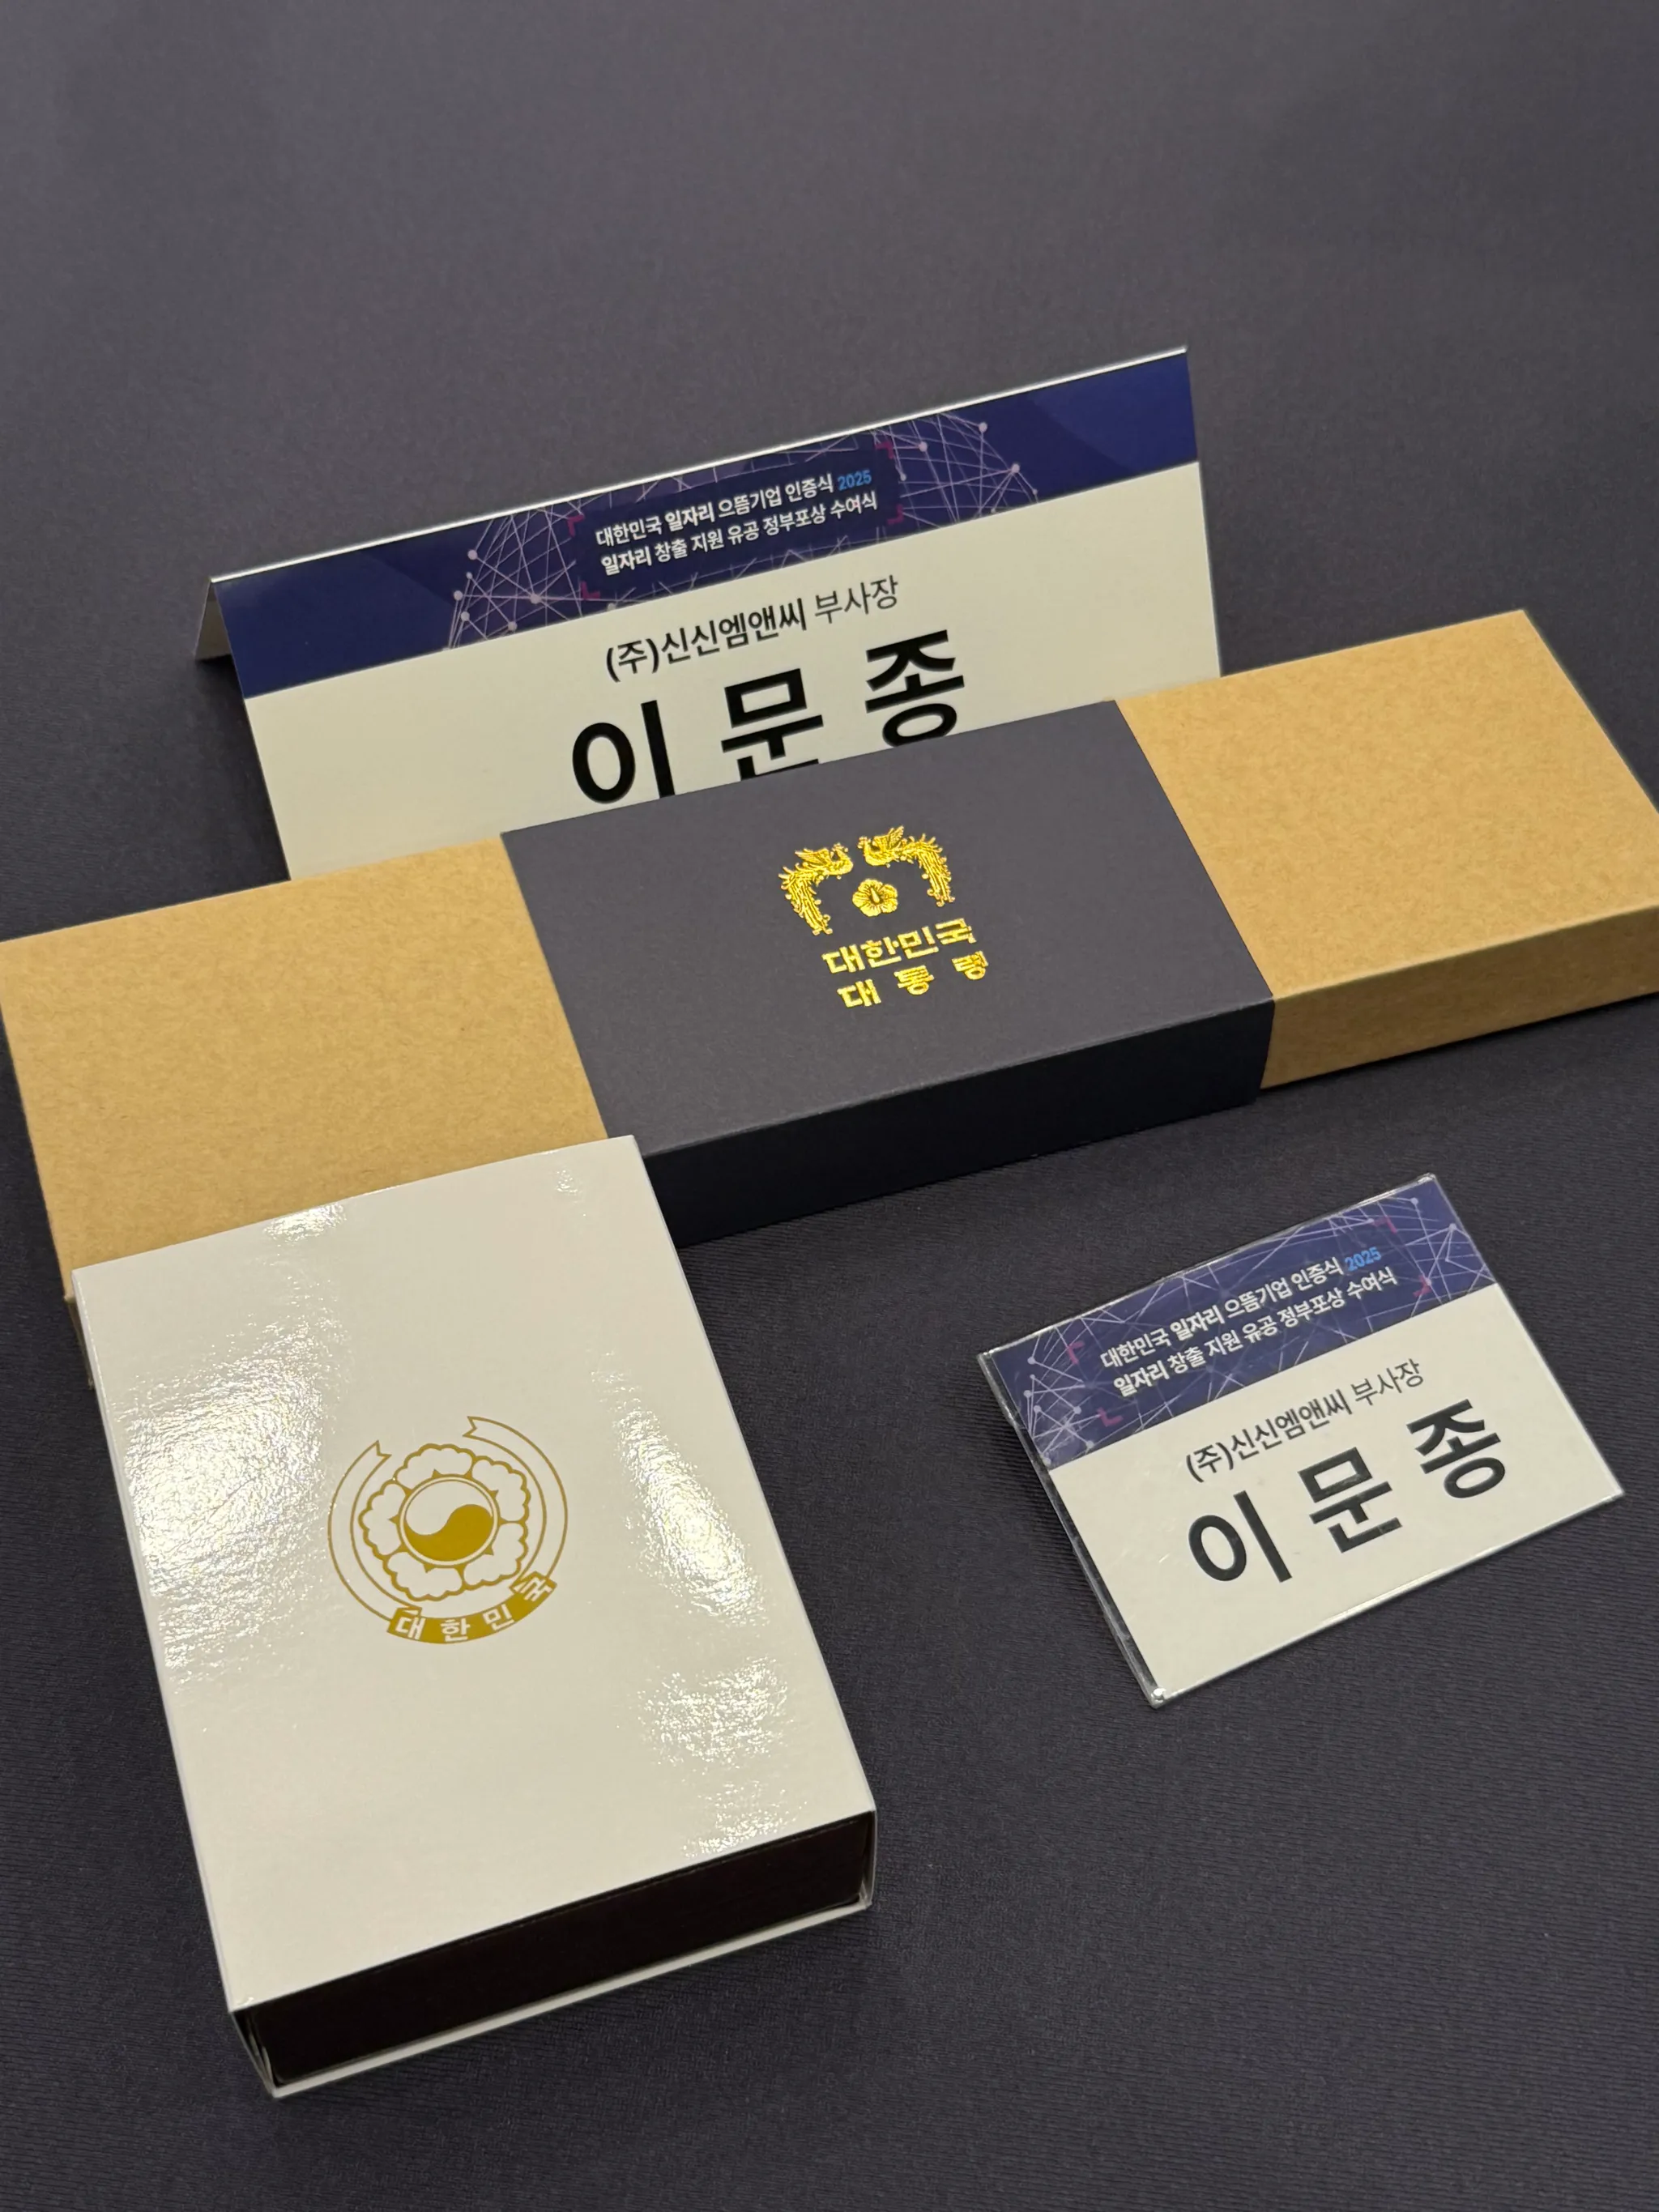 대한민국 일자리 으뜸기업 인증식 2025
일자리 창출 지원 유공 정부포상 수여식
(주)신신엠앤씨 부사장
이문종
대한민국
대통령
대한민국
대한민국 일자리 으뜸기업 인증식 2025
일자리 창출 지원 유공 정부포상 수여식
(주)신신엠앤씨 부사장
이문종